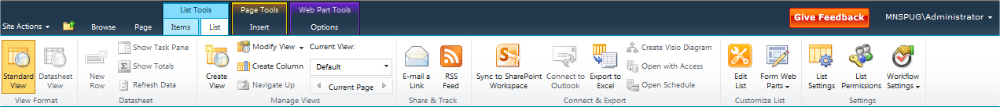 List Tools
Page Tools
Web Part Tools
Site Actions
Browse
Page
Items
List
Insert
Options
Give Feedback
MNSPUG\Administrator
Standard
View
Datasheet
View
View Format
New
Row
Show Task Pane
Show Totals
Refresh Data
Datasheet
Create
View
Modify View
Create Column
Navigate Up
Current View:
Default
Current Page
Manage Views
E-mail a
Link
RSS
Feed
Share & Track
Sync to SharePoint
Workspace
Connect to
Outlook
Export to
Excel
Create Visio Diagram
Open with Access
Open Schedule
Connect & Export
Edit
List
Form Web
Parts
Customize List
List
Settings
List
Permissions
Workflow
Settings
Settings